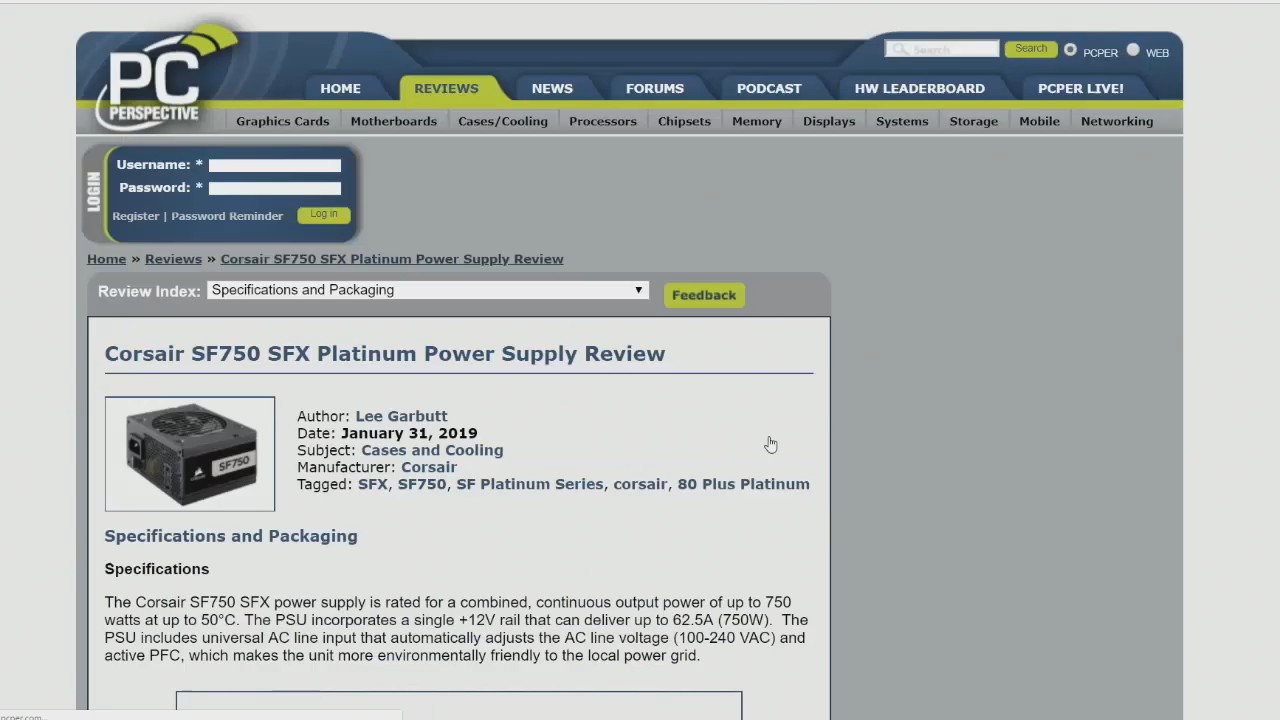 PC
PERSPECTIVE
Search
Search
PCPER
WEB
HOME
REVIEWS
NEWS
FORUMS
PODCAST
HW LEADERBOARD
PCPER LIVE!
Graphics Cards
Motherboards
Cases/Cooling
Processors
Chipsets
Memory
Displays
Systems
Storage
Mobile
Networking
LOGIN
Username: *
Password: *
Register | Password Reminder
Log in
Home » Reviews » Corsair SF750 SFX Platinum Power Supply Review
Review Index: Specifications and Packaging
Feedback
Corsair SF750 SFX Platinum Power Supply Review
SF750
Author: Lee Garbutt
Date: January 31, 2019
Subject: Cases and Cooling
Manufacturer: Corsair
Tagged: SFX, SF750, SF Platinum Series, corsair, 80 Plus Platinum
Specifications and Packaging
Specifications
The Corsair SF750 SFX power supply is rated for a combined, continuous output power of up to 750
watts at up to 50°C. The PSU incorporates a single +12V rail that can deliver up to 62.5A (750W). The
PSU includes universal AC line input that automatically adjusts the AC line voltage (100-240 VAC) and
active PFC, which makes the unit more environmentally friendly to the local power grid.